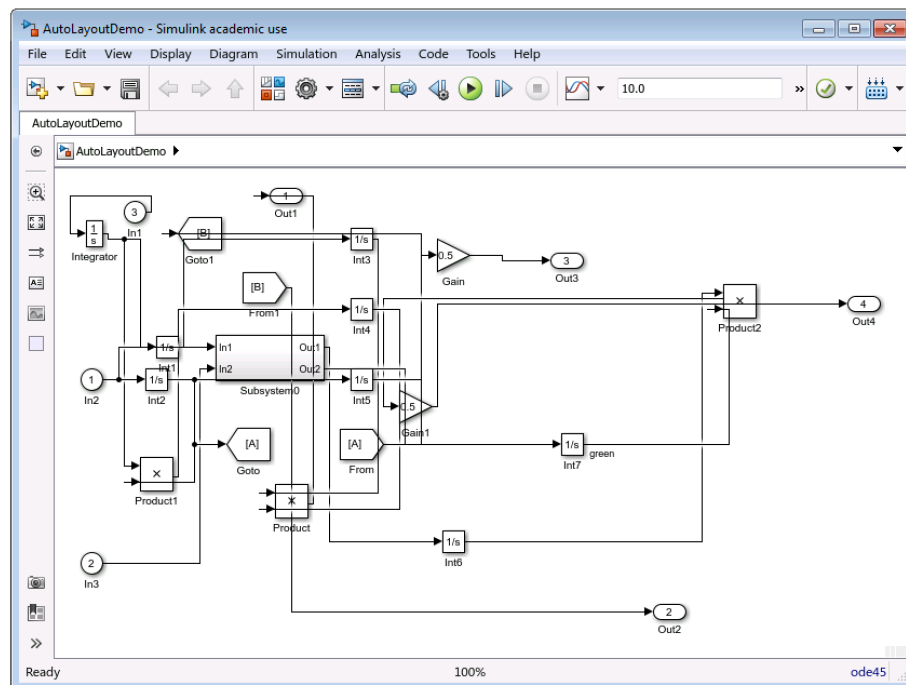 AutoLayoutDemo - Simulink academic use
File Edit View Display Diagram Simulation Analysis Code Tools Help
10.0 »
AutoLayoutDemo
AutoLayoutDemo
3
In1
1
Out1
1
s
Integrator
[B]
Goto1
1/s
Int3
0.5
Gain
3
Out3
[B]
From1
1/s
Int4
×
Product2
4
Out4
1/s
Int1
In1 Out1
In2 Out2
Subsystem0
1
In2
1/s
Int2
1/s
Int5
0.5
Gain1
[A]
Goto
[A]
From
1/s
Int7
green
×
Product1
×
Product
1/s
Int6
2
In3
2
Out2
Ready 100% ode45